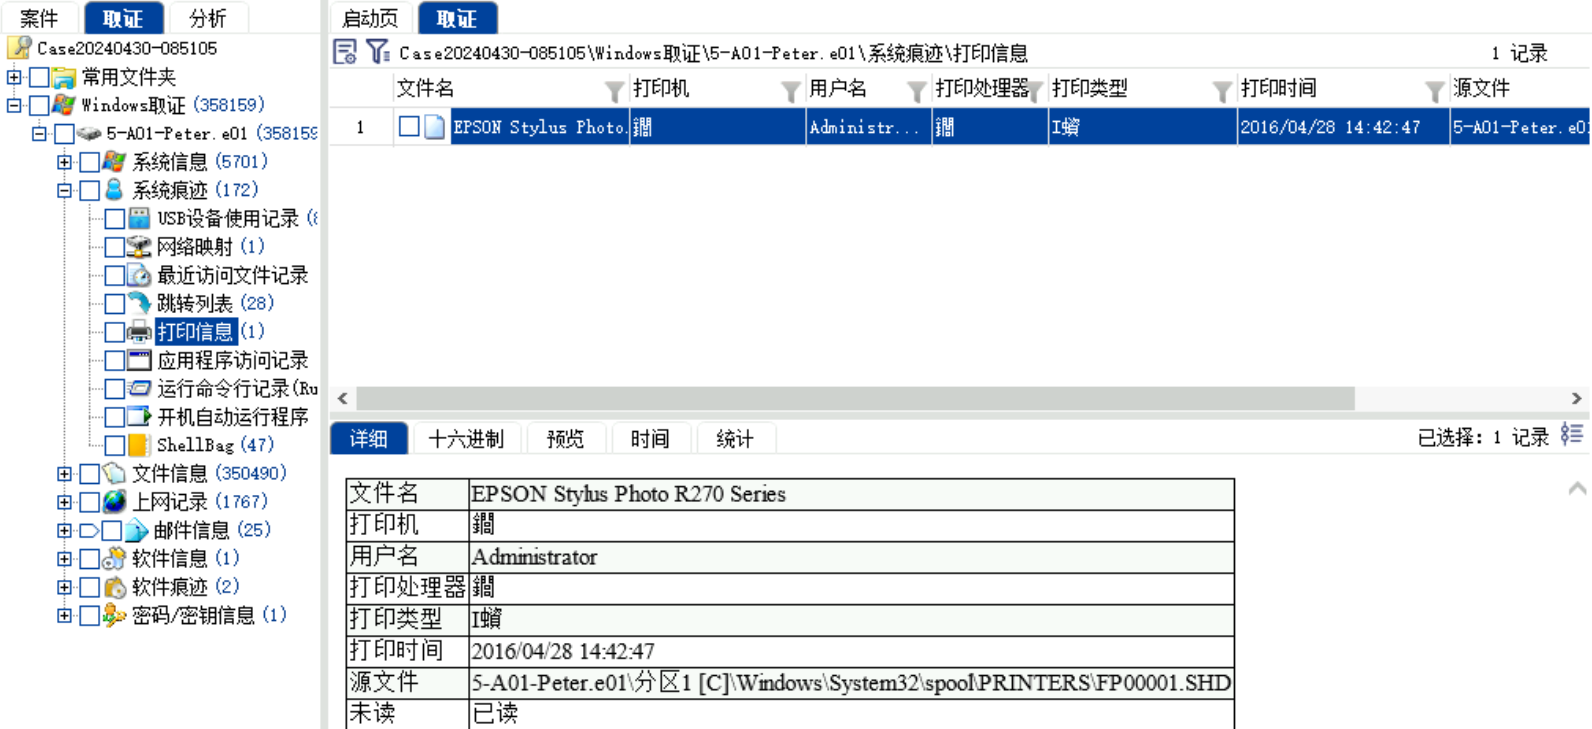 案件 取证 分析
Case20240430-085105
常用文件夹
Windows取证 (358159)
5-A01-Peter.e01 (358159
系统信息 (5701)
系统痕迹 (172)
USB设备使用记录
网络映射 (1)
最近访问文件记录
跳转列表 (28)
打印信息 (1)
应用程序访问记录
运行命令行记录(Ru
开机自动运行程序
ShellBag (47)
文件信息 (350490)
上网记录 (1767)
邮件信息 (25)
软件信息 (1)
软件痕迹 (2)
密码/密钥信息 (1)
启动页 取证
Case20240430-085105\Windows取证\5-A01-Peter.e01\系统痕迹\打印信息 1 记录
文件名 打印机 用户名 打印处理器 打印类型 打印时间 源文件
1 EPSON Stylus Photo. Administr... 2016/04/28 14:42:47 5-A01-Peter.e01
详细 十六进制 预览 时间 统计 已选择: 1 记录
文件名 EPSON Stylus Photo R270 Series
打印机
用户名 Administrator
打印处理器
打印类型
打印时间 2016/04/28 14:42:47
源文件 5-A01-Peter.e01\分区1 [C]\Windows\System32\spool\PRINTERS\FP00001.SHD
未读 已读